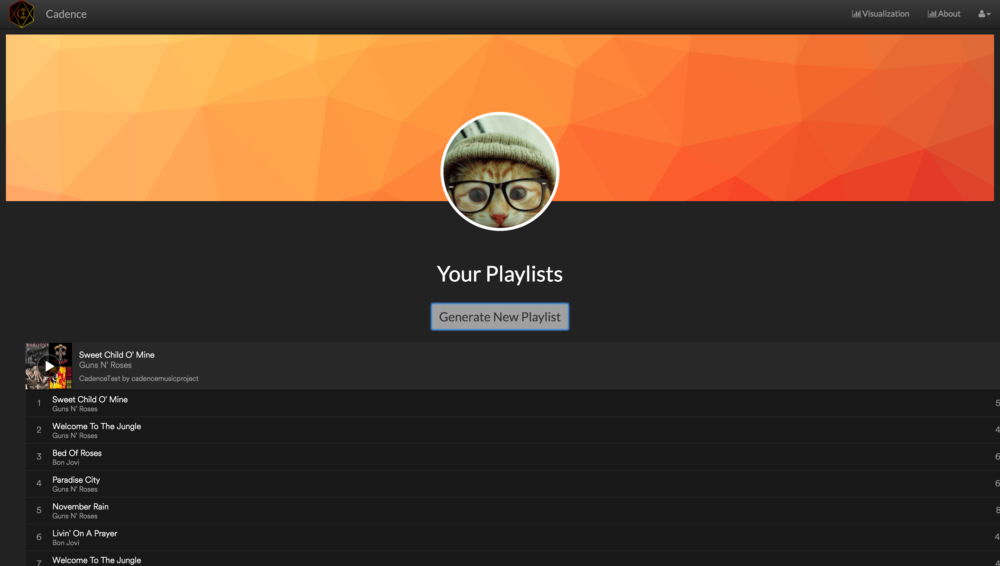 Cadence
Visualization
About
Your Playlists
Generate New Playlist
BON JOVI
Sweet Child O' Mine
Guns N' Roses
CadenceTest by cadencemusicproject
1 Sweet Child O' Mine 5
Guns N' Roses
2 Welcome To The Jungle 4
Guns N' Roses
3 Bed Of Roses 6
Bon Jovi
4 Paradise City 6
Guns N' Roses
5 November Rain 8
Guns N' Roses
6 Livin' On A Prayer 4
Bon Jovi
7 Welcome To The Jungle 4